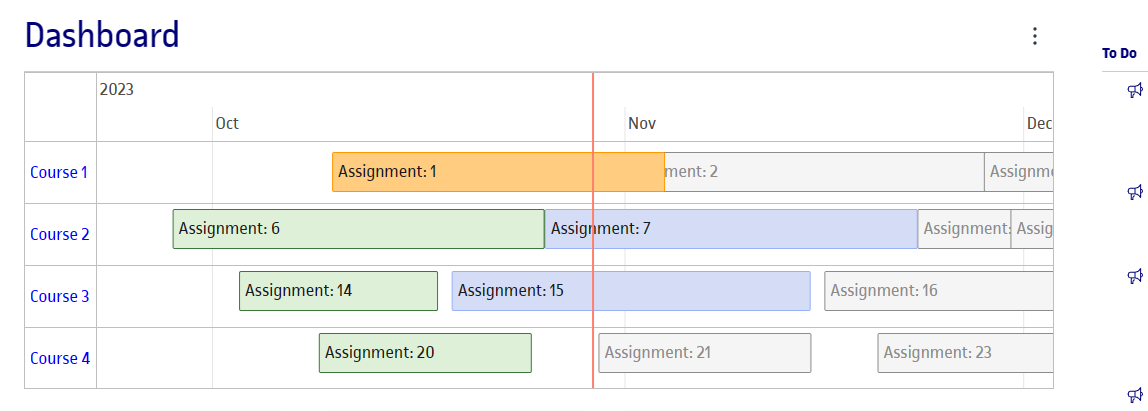 Dashboard
To Do
2023
Oct Nov Dec
Course 1 Assignment: 1 ment: 2 Assignme
Course 2 Assignment: 6 Assignment: 7 Assignment: Assig
Course 3 Assignment: 14 Assignment: 15 Assignment: 16
Course 4 Assignment: 20 Assignment: 21 Assignment: 23